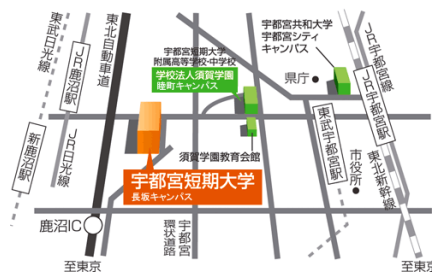 東武日光線
JR鹿沼駅
東北自動車道
宇都宮短期大学
附属高等学校・中学校
学校法人須賀学園
睦町キャンパス
宇都宮共和大学
宇都宮シティ
キャンパス
JR宇都宮線
JR宇都宮駅
県庁
新鹿沼駅
JR日光線
須賀学園教育会館
東武宇都宮駅
市役所
東北新幹線
宇都宮短期大学
長坂キャンパス
鹿沼IC
宇都宮
環状道路
至東京
至東京